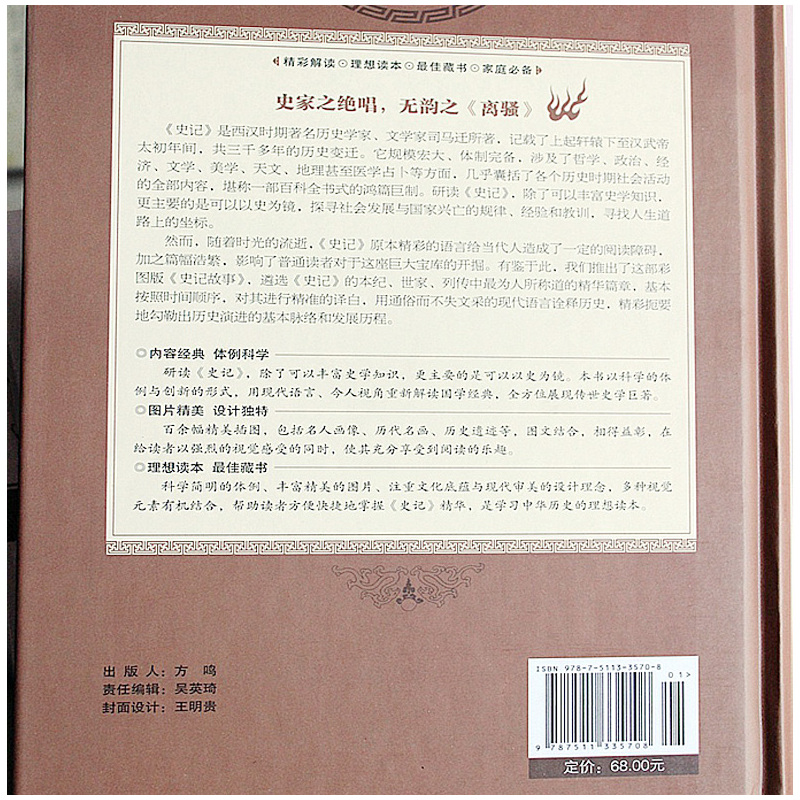 精彩解读⊙理想读本⊙最佳藏书⊙家庭必备
史家之绝唱，无韵之《离骚》
《史记》是西汉时期著名历史学家、文学家司马迁所著，记载了上起轩辕下至汉武帝
太初年间，共三千多年的历史变迁。它规模宏大、体制完备，涉及了哲学、政治、经
济、文学、美学、天文、地理甚至医学占卜等方面，几乎囊括了各个历史时期社会活动
的全部内容，堪称一部百科全书式的鸿篇巨制。研读《史记》，除了可以丰富史学知识，
更主要的是可以以史为镜，探寻社会发展与国家兴亡的规律、经验和教训，寻找人生道
路上的坐标。
然而，随着时光的流逝，《史记》原本精彩的语言给当代人造成了一定的阅读障碍，
加之篇幅浩繁，影响了普通读者对于这座巨大宝库的开掘。有鉴于此，我们推出了这部彩
图版《史记故事》，遴选《史记》的本纪、世家、列传中最为人所称道的精华篇章，基本
按照时间顺序，对其进行精准的译白，用通俗而不失文采的现代语言诠释历史，精彩扼要
地勾勒出历史演进的基本脉络和发展历程。
◎内容经典 体例科学
研读《史记》，除了可以丰富史学知识，更主要的是可以以史为镜。本书以科学的体
例与创新的形式，用现代语言、今人视角重新解读国学经典，全方位展现传世史学巨著。
◎图片精美 设计独特
百余幅精美插图，包括名人画像、历代名画、历史遗迹等，图文结合，相得益彰，在
给读者以强烈的视觉感受的同时，使其充分享受到阅读的乐趣。
◎理想读本 最佳藏书
科学简明的体例、丰富精美的图片、注重文化底蕴与现代审美的设计理念，多种视觉
元素有机结合，帮助读者方便快捷地掌握《史记》精华，是学习中华历史的理想读本。
出版人：方 鸣
责任编辑：吴英琦
封面设计：王明贵
ISBN 978-7-5113-3570-8
01>
9 787511 335708
定价：68.00元